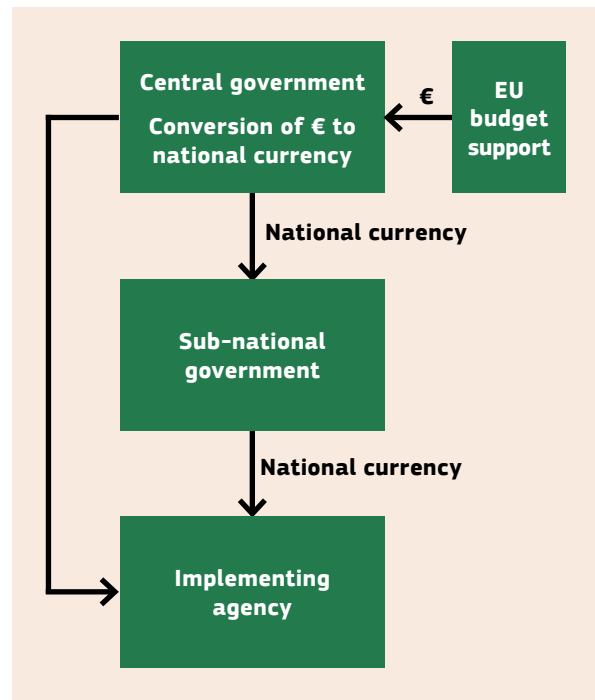 Central government
Conversion of € to
national currency
€
EU
budget
support
National currency
Sub-national
government
National currency
Implementing
agency